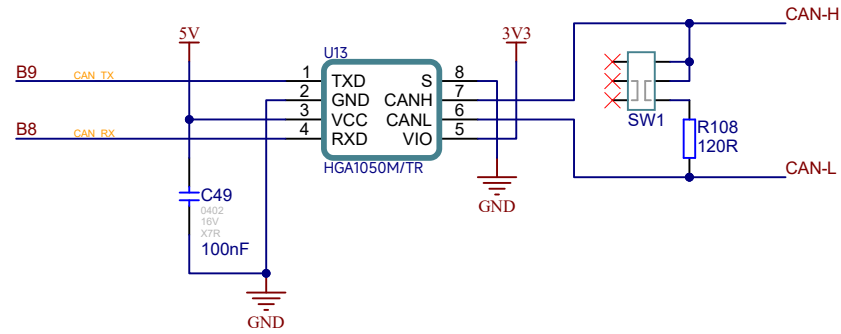 CAN-H
5V
3V3
U13
B9
CAN_TX
1
TXD
S
8
2
GND
CANH
7
3
VCC
CANL
6
B8
CAN_RX
4
RXD
VIO
5
HGA1050M/TR
SW1
R108
120R
CAN-L
C49
0402
16V
X7R
100nF
GND
GND